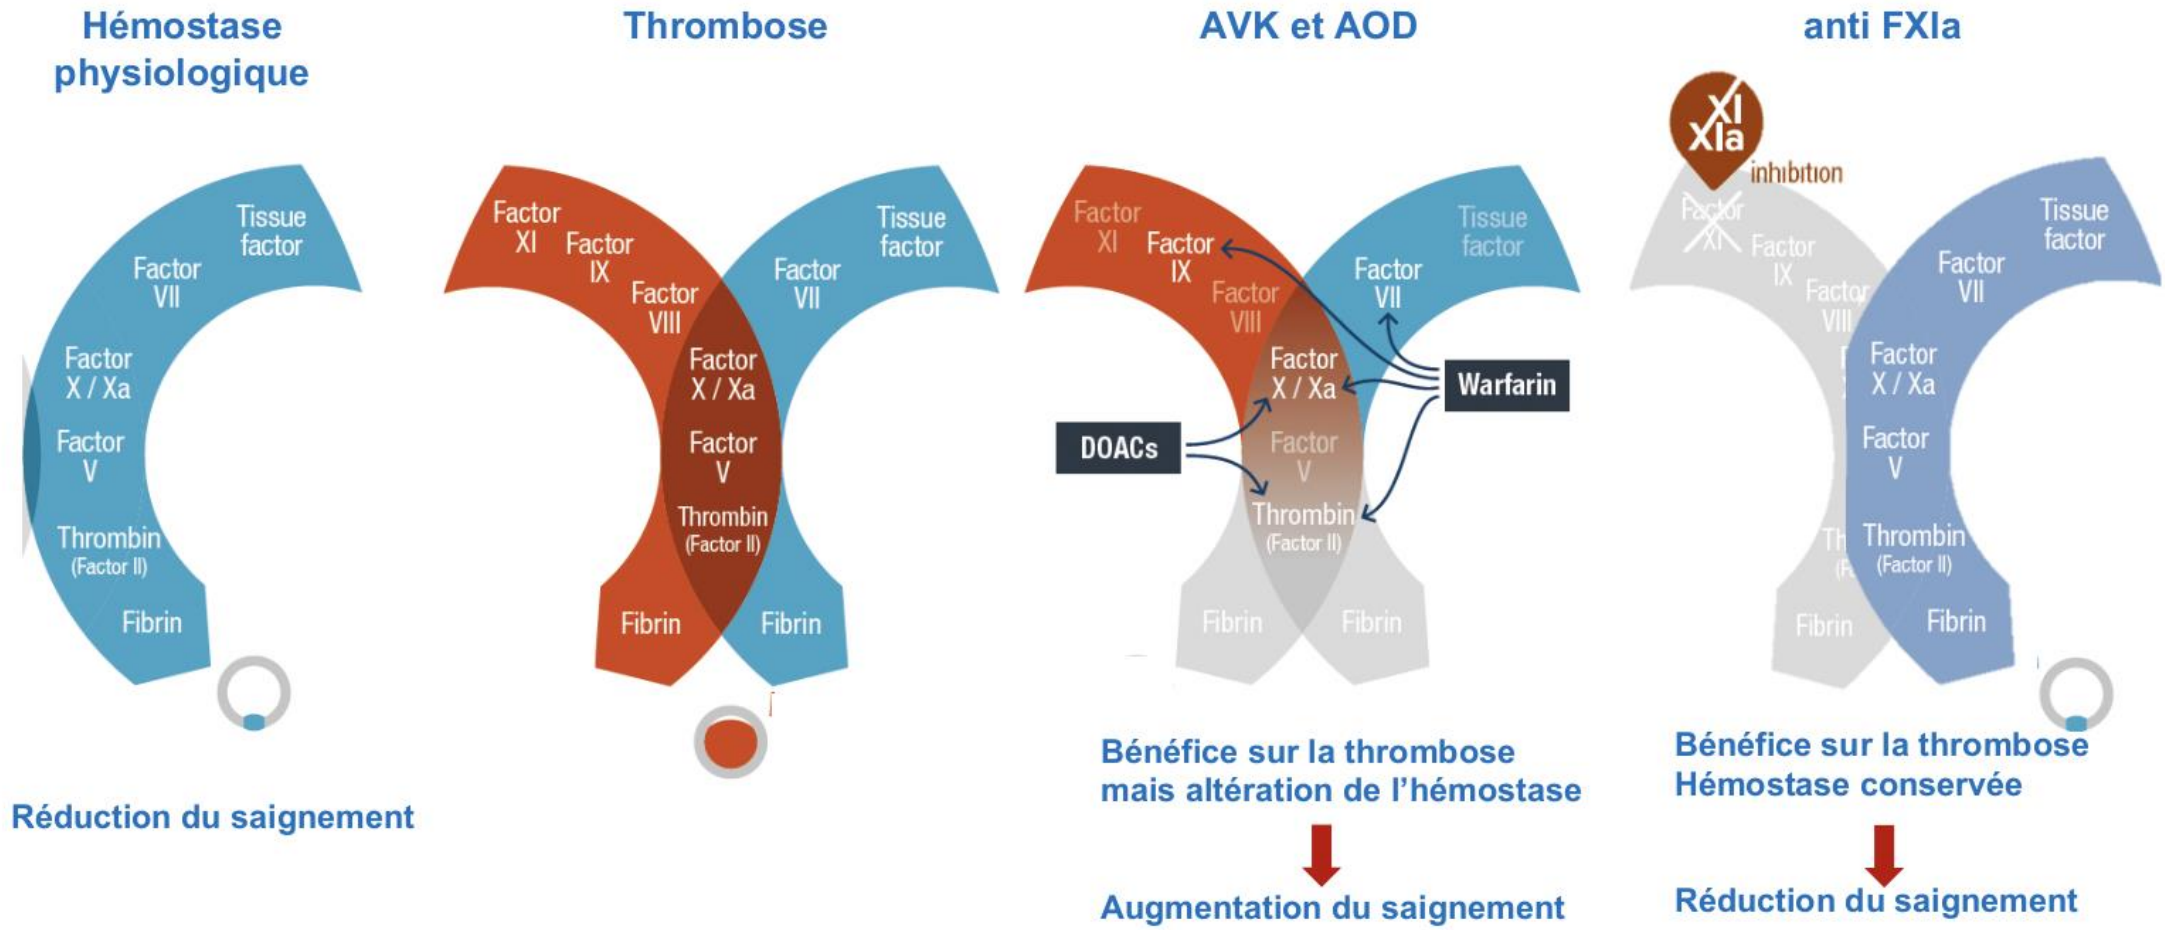 Hémostase
physiologique
Tissue
factor
Factor
VII
Factor
X / Xa
Factor
V
Thrombin
(Factor II)
Fibrin
Réduction du saignement
Thrombose
Factor
XI
Factor
IX
Factor
VIII
Tissue
factor
Factor
VII
Factor
X / Xa
Factor
V
Thrombin
(Factor II)
Fibrin
Fibrin
AVK et AOD
Factor
XI
Factor
IX
Factor
VIII
Tissue
factor
Factor
VII
Factor
X / Xa
Warfarin
DOACs
Factor
V
Thrombin
(Factor II)
Fibrin
Fibrin
Bénéfice sur la thrombose
mais altération de l'hémostase
Augmentation du saignement
anti FXIa
XI
XIa
inhibition
Factor
XI
Factor
IX
Factor
VIII
Tissue
factor
Factor
VII
Factor
X / Xa
Factor
V
Th
Thrombin
(Factor II)
Fibrin
Fibrin
Bénéfice sur la thrombose
Hémostase conservée
Réduction du saignement